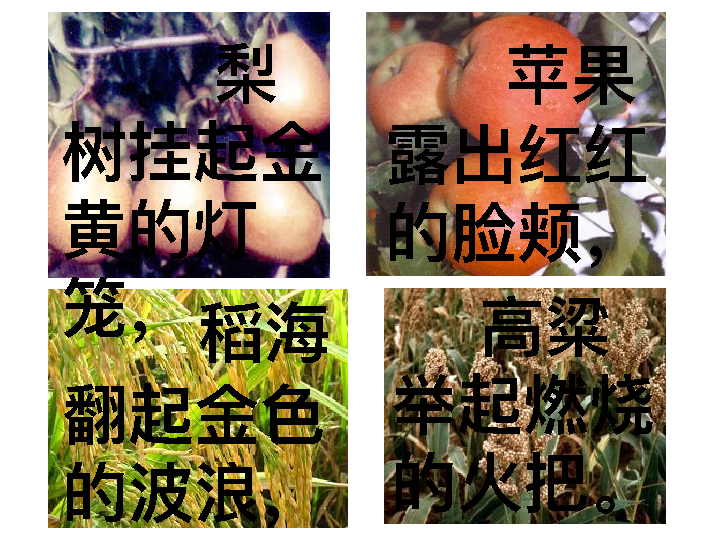 梨
树挂起金
黄的灯
笼，
苹果
露出红红
的脸颊，
稻海
翻起金色
的波浪，
高粱
举起燃烧
的火把。